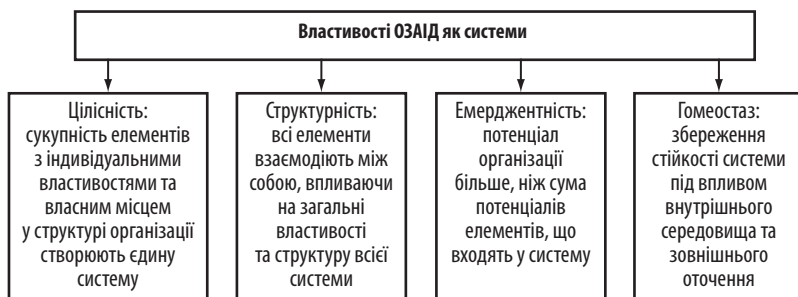 Властивості ОЗАІД як системи
Цілісність:
сукупність елементів
з індивідуальними
властивостями та
власним місцем
у структурі організації
створюють єдину
систему
Структурність:
всі елементи
взаємодіють між
собою, впливаючи
на загальні
властивості
та структуру всієї
системи
Емерджентність:
потенціал
організації
більше, ніж сума
потенціалів
елементів, що
входять у систему
Гомеостаз:
збереження
стійкості системи
під впливом
внутрішнього
середовища та
зовнішнього
оточення